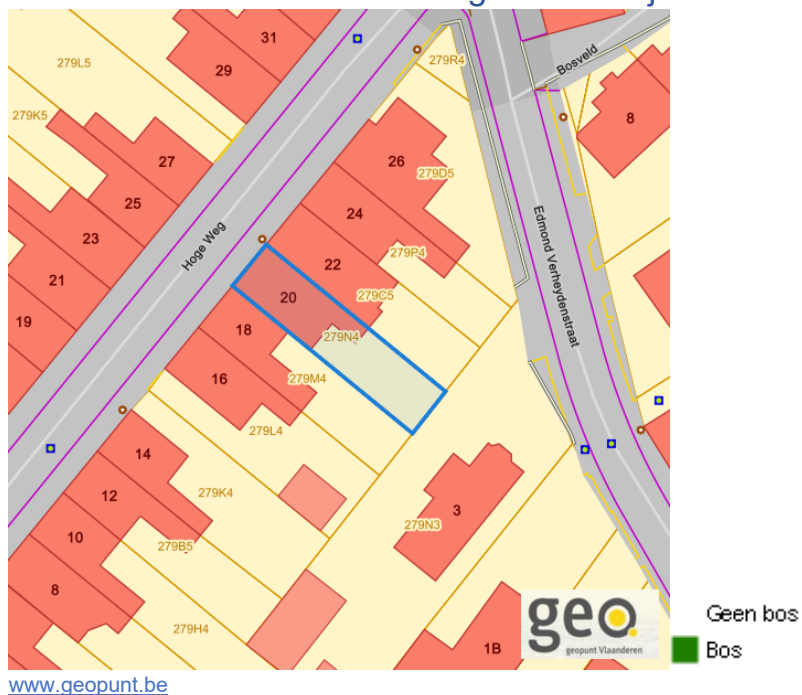 31
279L5
29
279R4
Bosveld
279K5
8
27
26
279D5
25
24
23
Hoge Weg
279P4
Edmond Verheydenstraat
22
21
20
279C5
19
18
279N4
16
279M4
279L4
14
12
279K4
3
279N3
10
279B5
8
279H4
1B
geo.
geopunt Vlaanderen
Geen bos
Bos
www.geopunt.be